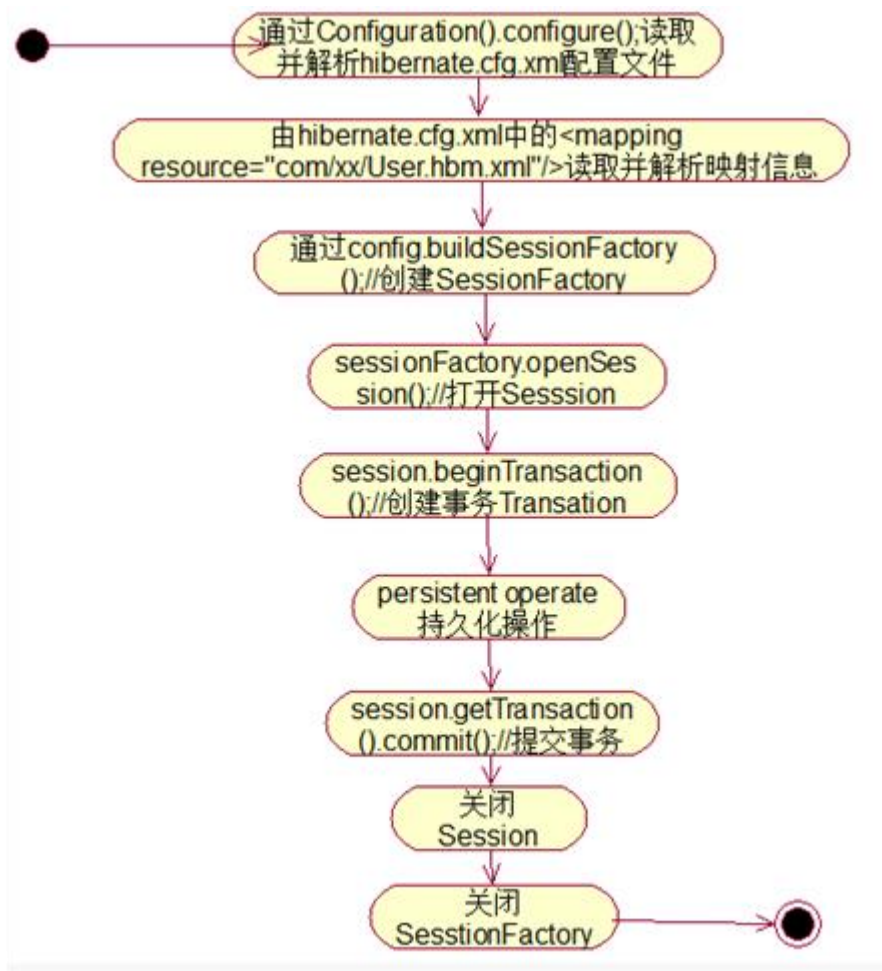 通过Configuration().configure();读取
并解析hibernate.cfg.xml配置文件
由hibernate.cfg.xml中的<mapping
resource="com/xx/User.hbm.xml"/>读取并解析映射信息
通过config.buildSessionFactory
();//创建SessionFactory
sessionFactory.openSes
sion();//打开Sesssion
session.beginTransaction
();//创建事务Transation
persistent operate
持久化操作
session.getTransaction
().commit();//提交事务
关闭
Session
关闭
SesstionFactory